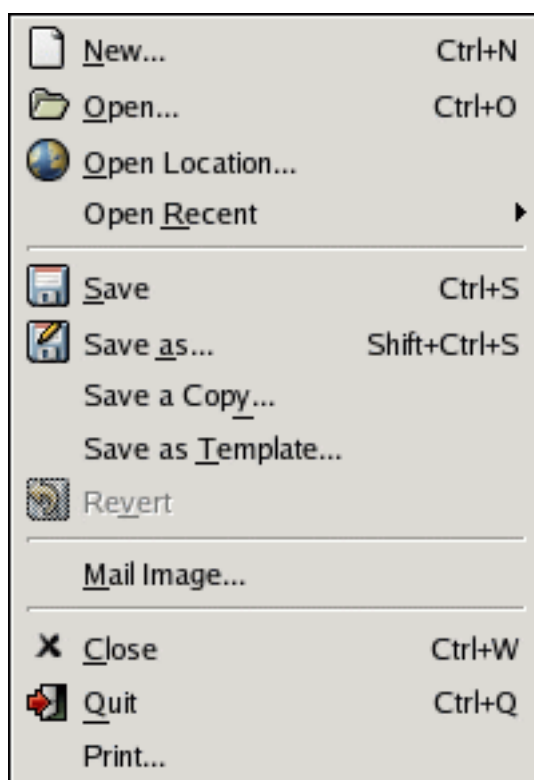 New... Ctrl+N
Open... Ctrl+O
Open Location...
Open Recent
Save Ctrl+S
Save as... Shift+Ctrl+S
Save a Copy...
Save as Template...
Revert
Mail Image...
Close Ctrl+W
Quit Ctrl+Q
Print...